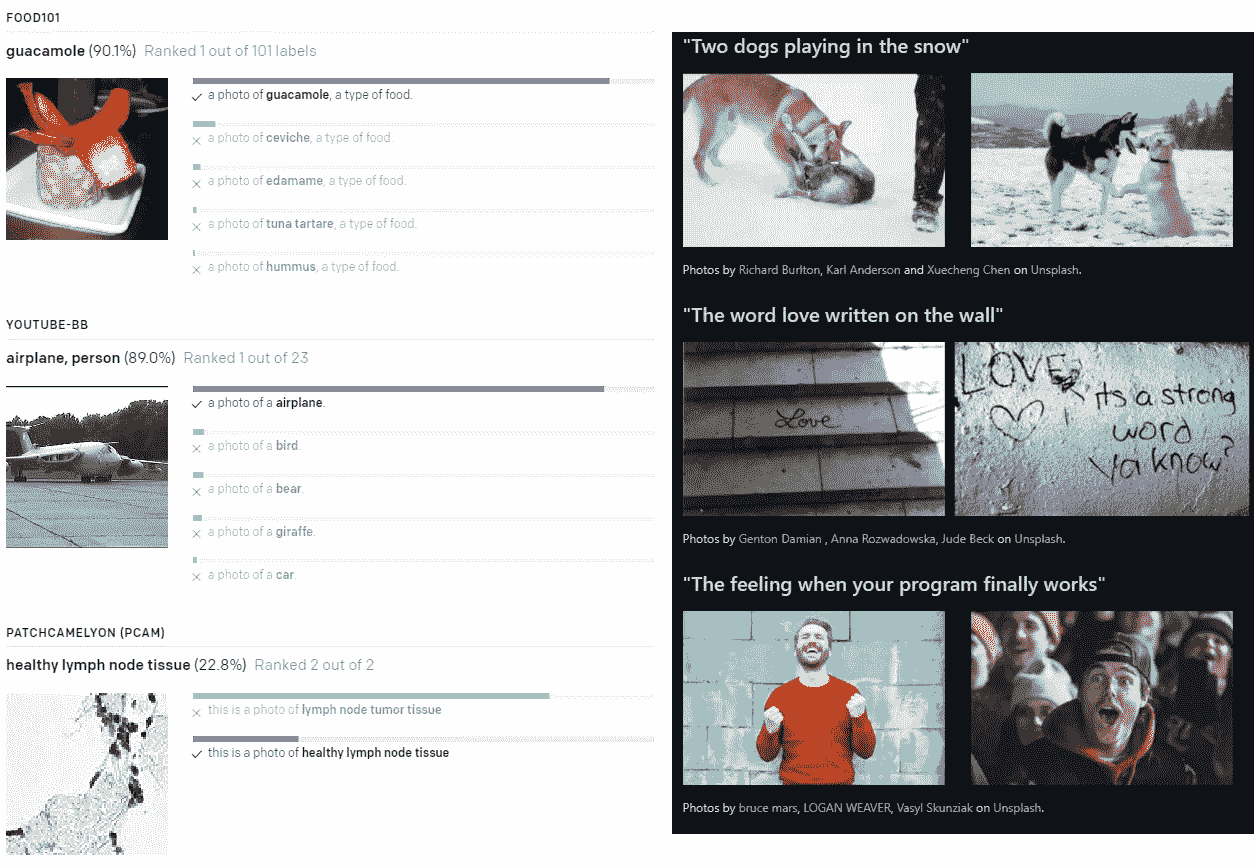 FOOD101
guacamole (90.1%) Ranked 1 out of 101 labels
a photo of guacamole, a type of food.
a photo of ceviche, a type of food.
a photo of edamame, a type of food.
a photo of tuna tartare, a type of food.
a photo of hummus, a type of food.
YOUTUBE-BB
airplane, person (89.0%) Ranked 1 out of 23
a photo of a airplane.
a photo of a bird.
a photo of a bear.
a photo of a giraffe.
a photo of a car.
PATCHCAMELYON (PCAM)
healthy lymph node tissue (22.8%) Ranked 2 out of 2
this is a photo of lymph node tumor tissue
this is a photo of healthy lymph node tissue
"Two dogs playing in the snow"
Photos by Richard Burlton, Karl Anderson and Xuecheng Chen on Unsplash.
"The word love written on the wall"
Love
LOVE
its a strong
word
ya know?
Photos by Genton Damian , Anna Rozwadowska, Jude Beck on Unsplash.
"The feeling when your program finally works"
Photos by bruce mars, LOGAN WEAVER, Vasyl Skunziak on Unsplash.